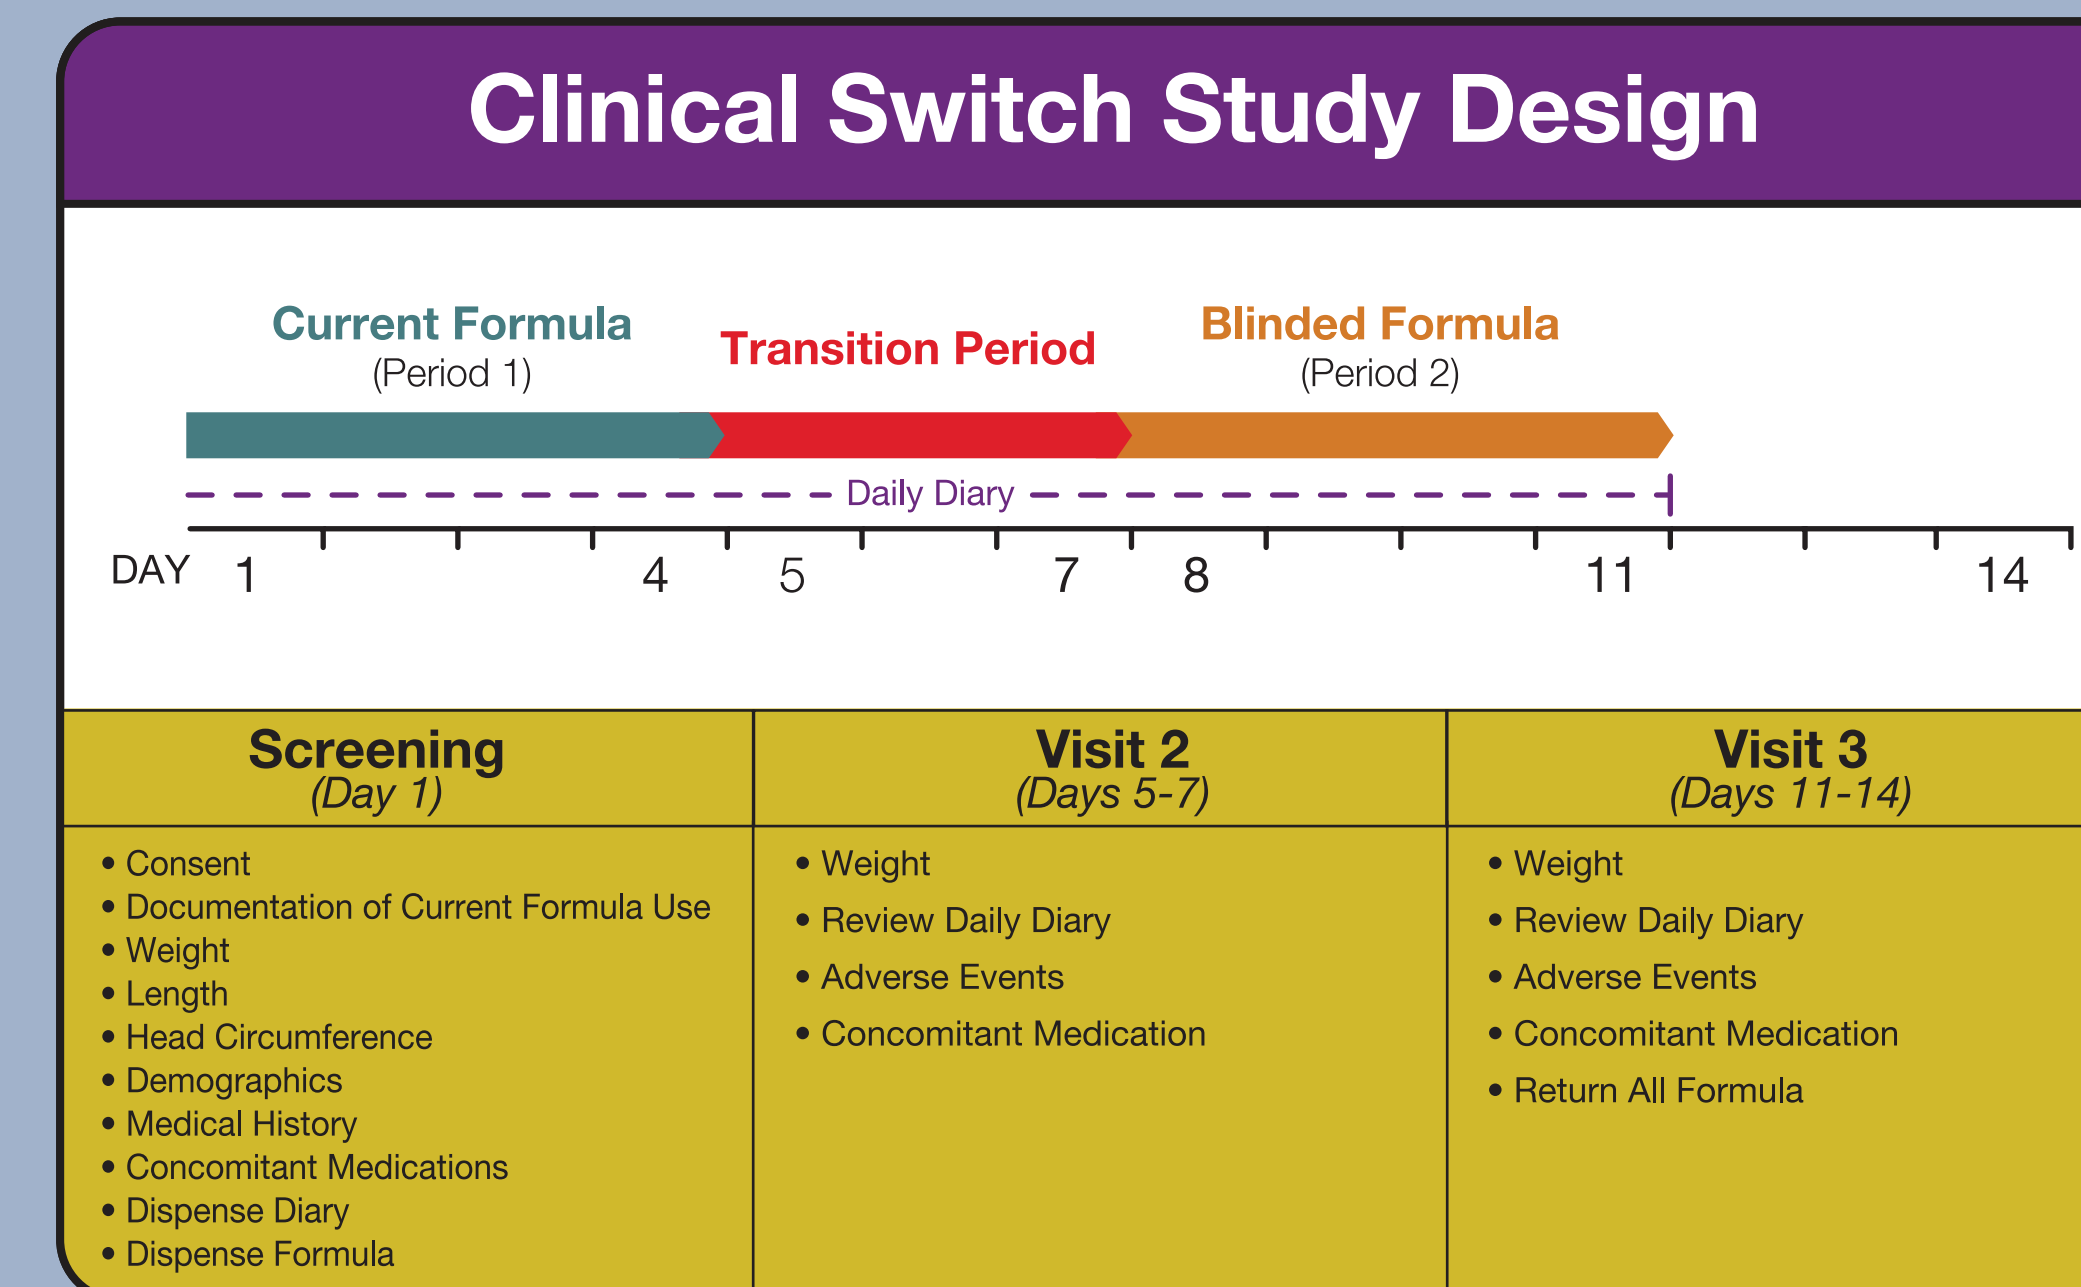 Clinical Switch Study Design
Current Formula
(Period 1)
Transition Period
Blinded Formula
(Period 2)
Daily Diary
DAY 1 4 5 7 8 11 14
Screening
(Day 1)
• Consent
• Documentation of Current Formula Use
• Weight
• Length
• Head Circumference
• Demographics
• Medical History
• Concomitant Medications
• Dispense Diary
• Dispense Formula
Visit 2
(Days 5-7)
• Weight
• Review Daily Diary
• Adverse Events
• Concomitant Medication
Visit 3
(Days 11-14)
• Weight
• Review Daily Diary
• Adverse Events
• Concomitant Medication
• Return All Formula